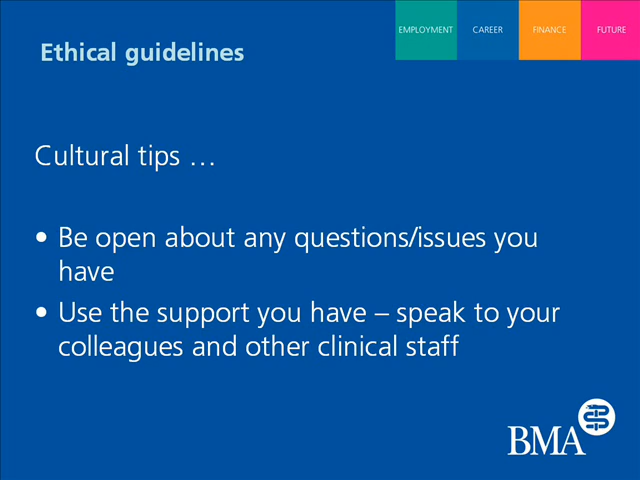 EMPLOYMENT CAREER FINANCE FUTURE
Ethical guidelines
Cultural tips …
• Be open about any questions/issues you
have
• Use the support you have – speak to your
colleagues and other clinical staff
BMA